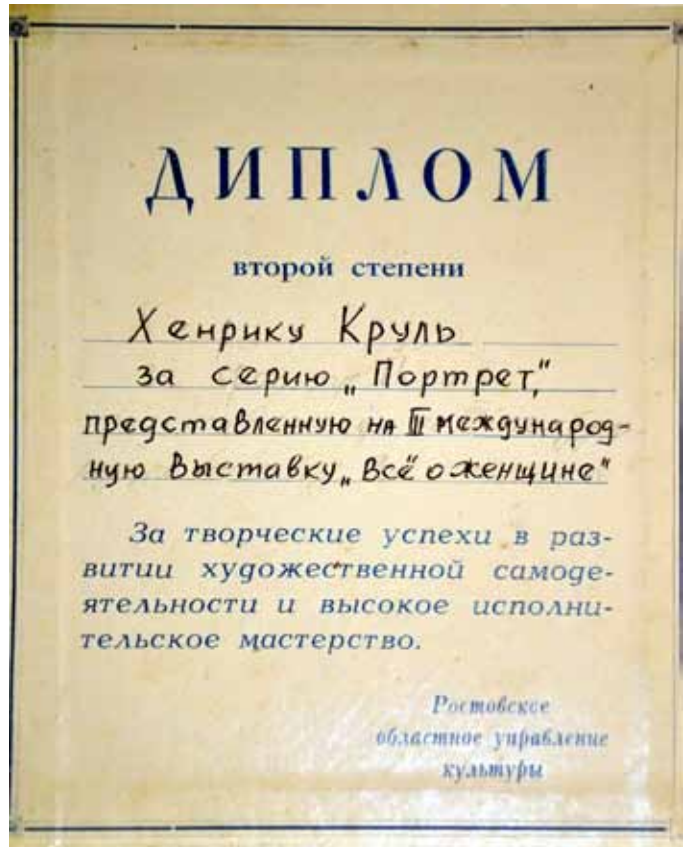 ДИПЛОМ
второй степени
Хенрику Круль
за серию „Портрет,"
представленную на III международ-
ную выставку „Всё о женщине"
За творческие успехи в раз-
витии художественной самоде-
ятельности и высокое исполни-
тельское мастерство.
Ростовское
областное управление
культуры